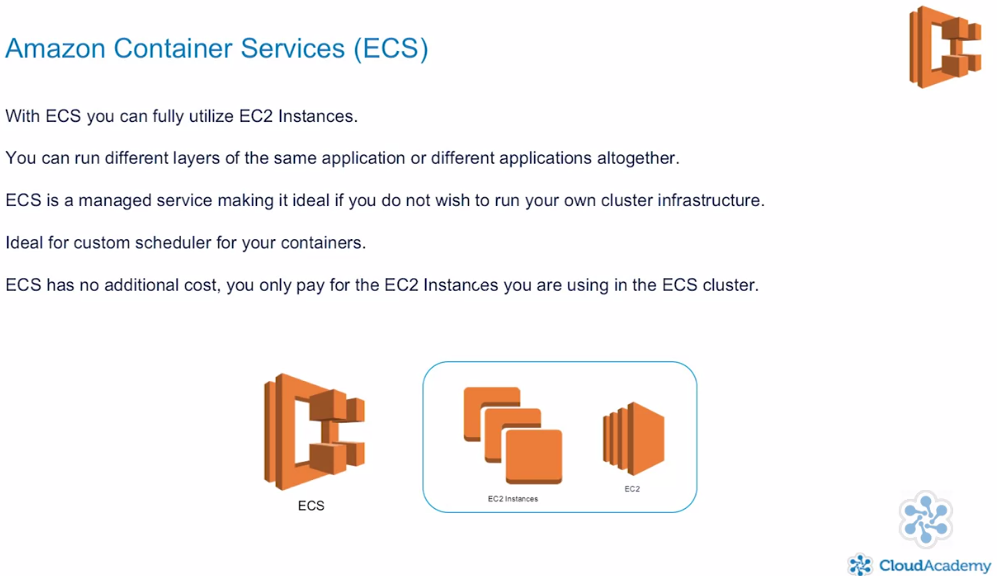 Amazon Container Services (ECS)
With ECS you can fully utilize EC2 Instances.
You can run different layers of the same application or different applications altogether.
ECS is a managed service making it ideal if you do not wish to run your own cluster infrastructure.
Ideal for custom scheduler for your containers.
ECS has no additional cost, you only pay for the EC2 Instances you are using in the ECS cluster.
ECS
EC2 Instances
EC2
CloudAcademy